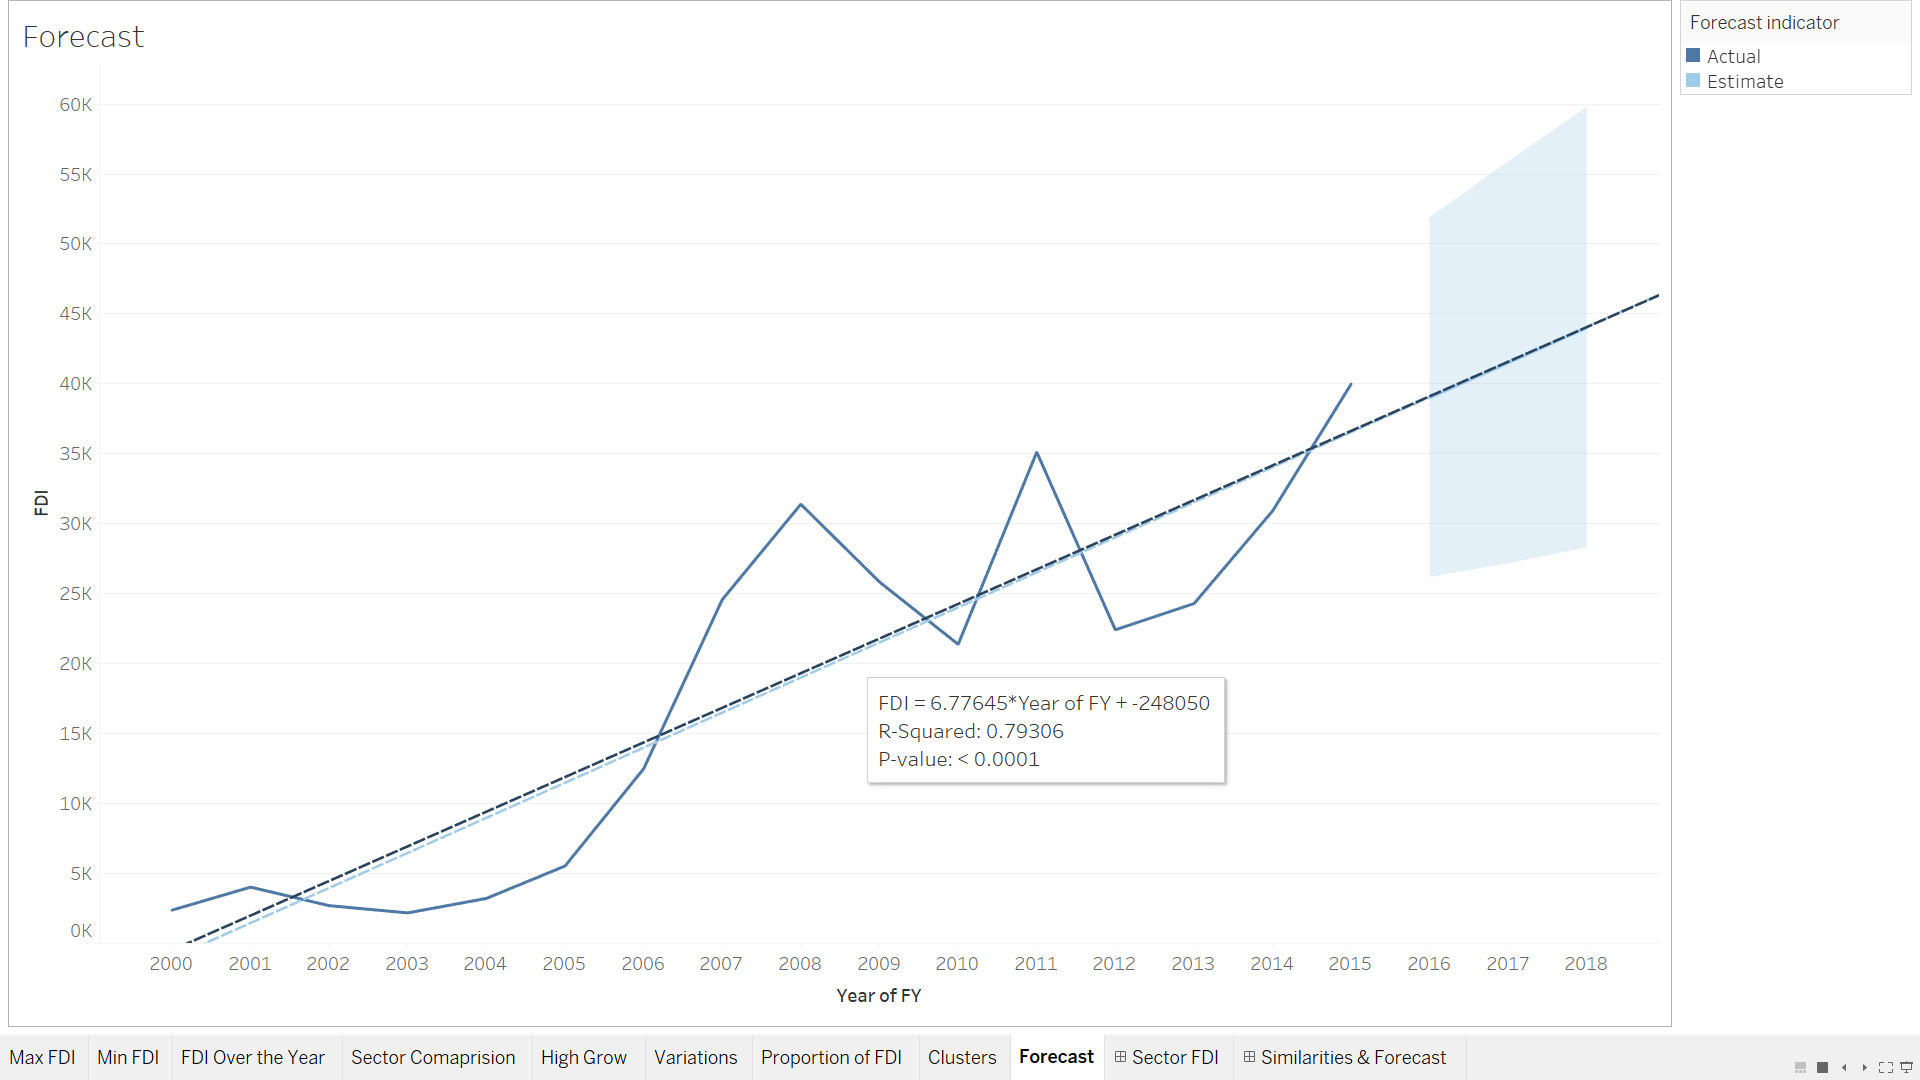 Forecast
Forecast indicator
Actual
Estimate
60K
55K
50K
45K
40K
35K
30K
25K
20K
15K
10K
5K
0K
FDI
FDI = 6.77645*Year of FY + -248050
R-Squared: 0.79306
P-value: < 0.0001
2000 2001 2002 2003 2004 2005 2006 2007 2008 2009 2010 2011 2012 2013 2014 2015 2016 2017 2018
Year of FY
Max FDI Min FDI FDI Over the Year Sector Comaprision High Grow Variations Proportion of FDI Clusters Forecast Sector FDI Similarities & Forecast